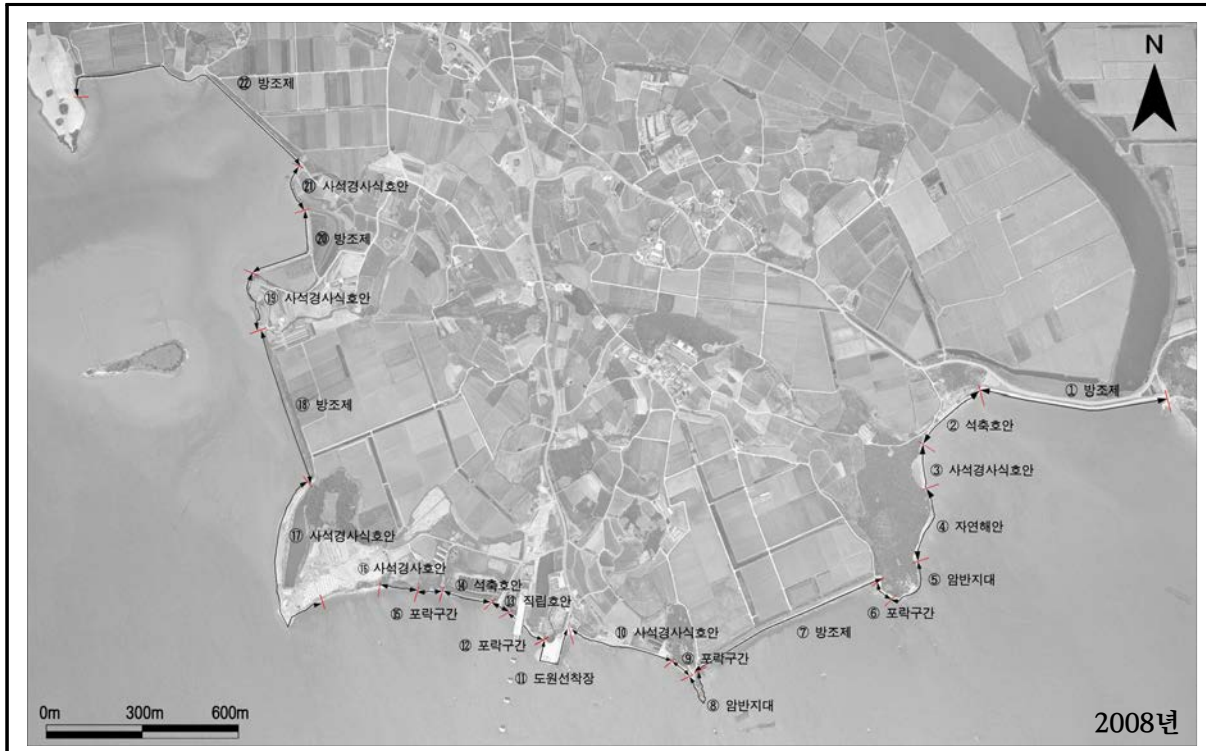 N
㉒ 방조제
㉑ 사석경사식호안
⑳ 방조제
⑲ 사석경사식호안
⑱ 방조제
① 방조제
② 석축호안
③ 사석경사식호안
④ 자연해안
⑤ 암반지대
⑥ 포락구간
⑦ 방조제
⑧ 암반지대
⑨ 포락구간
⑩ 사석경사식호안
⑪ 도원선착장
⑫ 포락구간
⑬ 직립호안
⑭ 석축호안
⑮ 포락구간
⑯ 사석경사호안
⑰ 사석경사식호안
0m 300m 600m
2008년